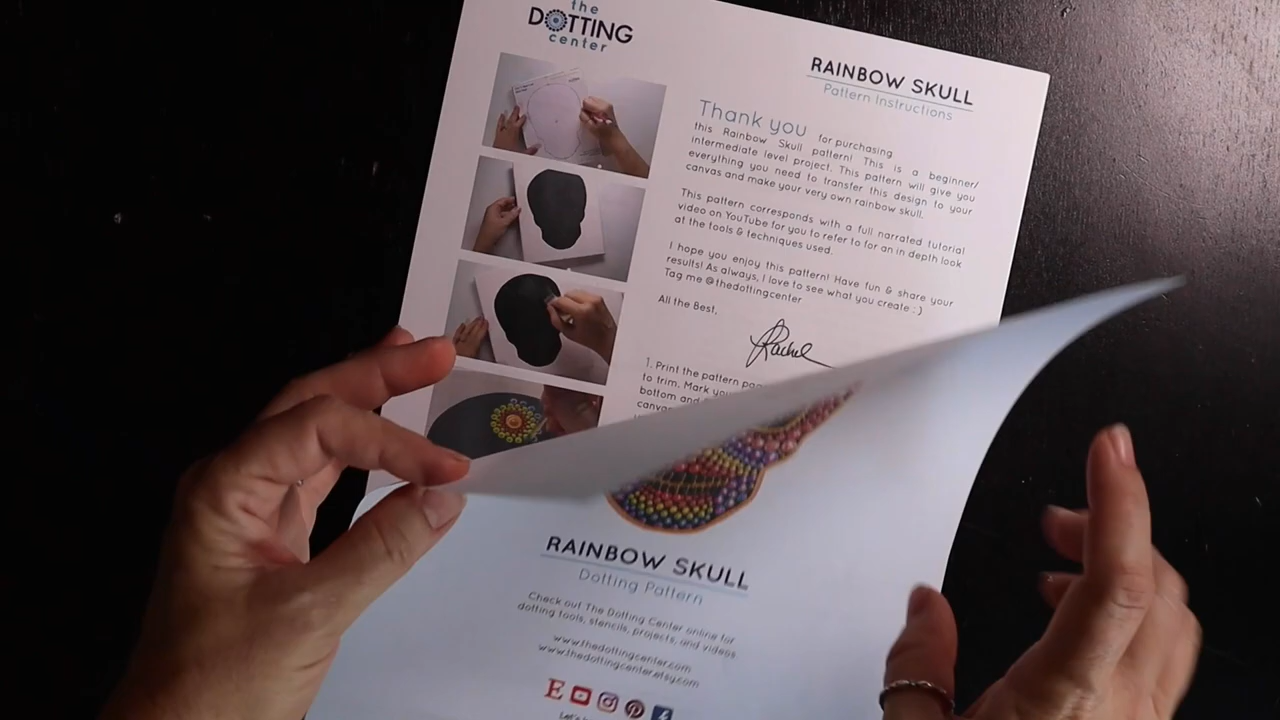 the
DOTTING
center
RAINBOW SKULL
Pattern Instructions
Thank you for purchasing
this Rainbow Skull pattern! This is a beginner/
intermediate level project. This pattern will give you
everything you need to transfer this design to your
canvas and make your very own rainbow skull.
This pattern corresponds with a full narrated tutorial
video on YouTube for you to refer to for an in depth look
at the tools & techniques used.
I hope you enjoy this pattern! Have fun & share your
results! As always, I love to see what you create :)
Tag me @thedottingcenter
All the Best,
Rachel
1. Print the pattern
to trim. Mark
bottom and
canvas
RAINBOW SKULL
Dotting Pattern
Check out The Dotting Center online for
dotting tools, stencils, projects, and videos
www.thedottingcenter.com
www.thedottingcenter.etsy.com
E
Let's